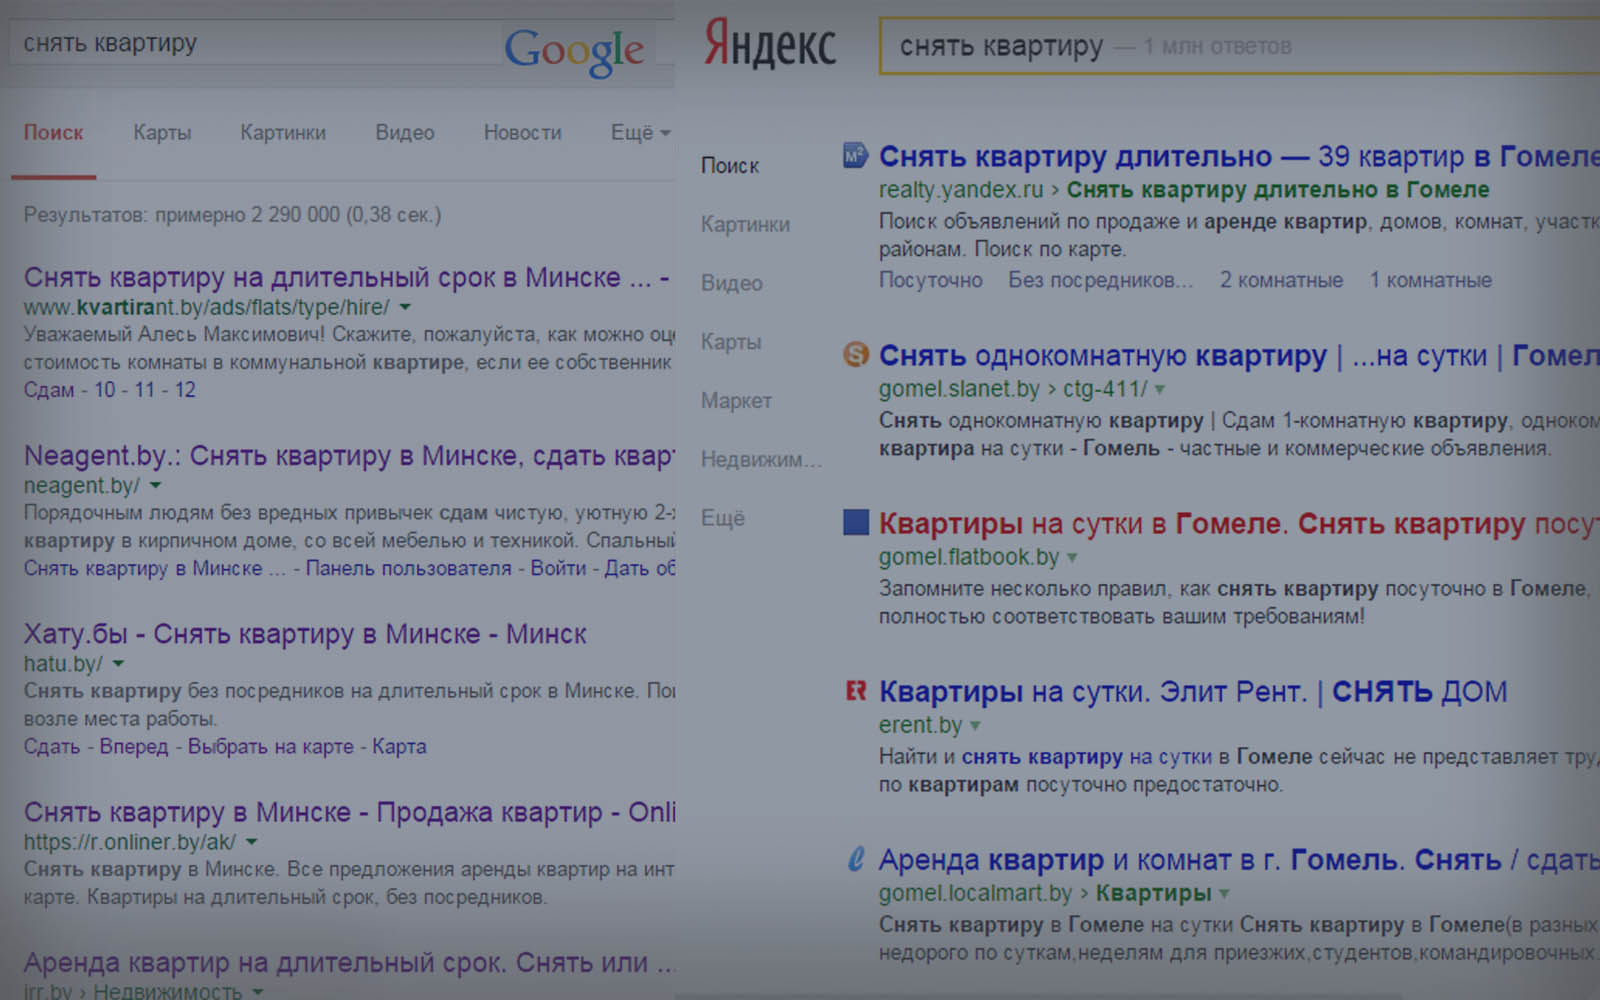 снять квартиру
Google
Поиск Карты Картинки Видео Новости Ещё
Результатов: примерно 2 290 000 (0,38 сек.)
Снять квартиру на длительный срок в Минске ... -
www.kvartirant.by/ads/flats/type/hire/
Уважаемый Алесь Максимович! Скажите, пожалуйста, как можно оце
стоимость комнаты в коммунальной квартире, если ее собственник
Сдам - 10 - 11 - 12
Neagent.by.: Снять квартиру в Минске, сдать кварт
neagent.by/
Порядочным людям без вредных привычек сдам чистую, уютную 2-х
квартиру в кирпичном доме, со всей мебелью и техникой. Спальный
Снять квартиру в Минске ... - Панель пользователя - Войти - Дать об
Хату.бы - Снять квартиру в Минске - Минск
hatu.by/
Снять квартиру без посредников на длительный срок в Минске. Пои
возле места работы.
Сдать - Вперед - Выбрать на карте - Карта
Снять квартиру в Минске - Продажа квартир - Onli
https://r.onliner.by/ak/
Снять квартиру в Минске. Все предложения аренды квартир на инт
карте. Квартиры на длительный срок, без посредников.
Аренда квартир на длительный срок. Снять или ...
irr.by › Недвижимость
Яндекс
снять квартиру — 1 млн ответов
Поиск
Картинки
Видео
Карты
Маркет
Недвижим...
Ещё
Снять квартиру длительно — 39 квартир в Гомеле
realty.yandex.ru › Снять квартиру длительно в Гомеле
Поиск объявлений по продаже и аренде квартир, домов, комнат, участк
районам. Поиск по карте.
Посуточно Без посредников... 2 комнатные 1 комнатные
Снять однокомнатную квартиру | ...на сутки | Гомел
gomel.slanet.by › ctg-411/
Снять однокомнатную квартиру | Сдам 1-комнатную квартиру, одноком
квартира на сутки - Гомель - частные и коммерческие объявления.
Квартиры на сутки в Гомеле. Снять квартиру посут
gomel.flatbook.by
Запомните несколько правил, как снять квартиру посуточно в Гомеле,
полностью соответствовать вашим требованиям!
Квартиры на сутки. Элит Рент. | СНЯТЬ ДОМ
erent.by
Найти и снять квартиру на сутки в Гомеле сейчас не представляет труд
по квартирам посуточно предостаточно.
Аренда квартир и комнат в г. Гомель. Снять / сдать
gomel.localmart.by › Квартиры
Снять квартиру в Гомеле на сутки Снять квартиру в Гомеле(в разных
недорого по суткам,неделям для приезжих,студентов,командировочных.